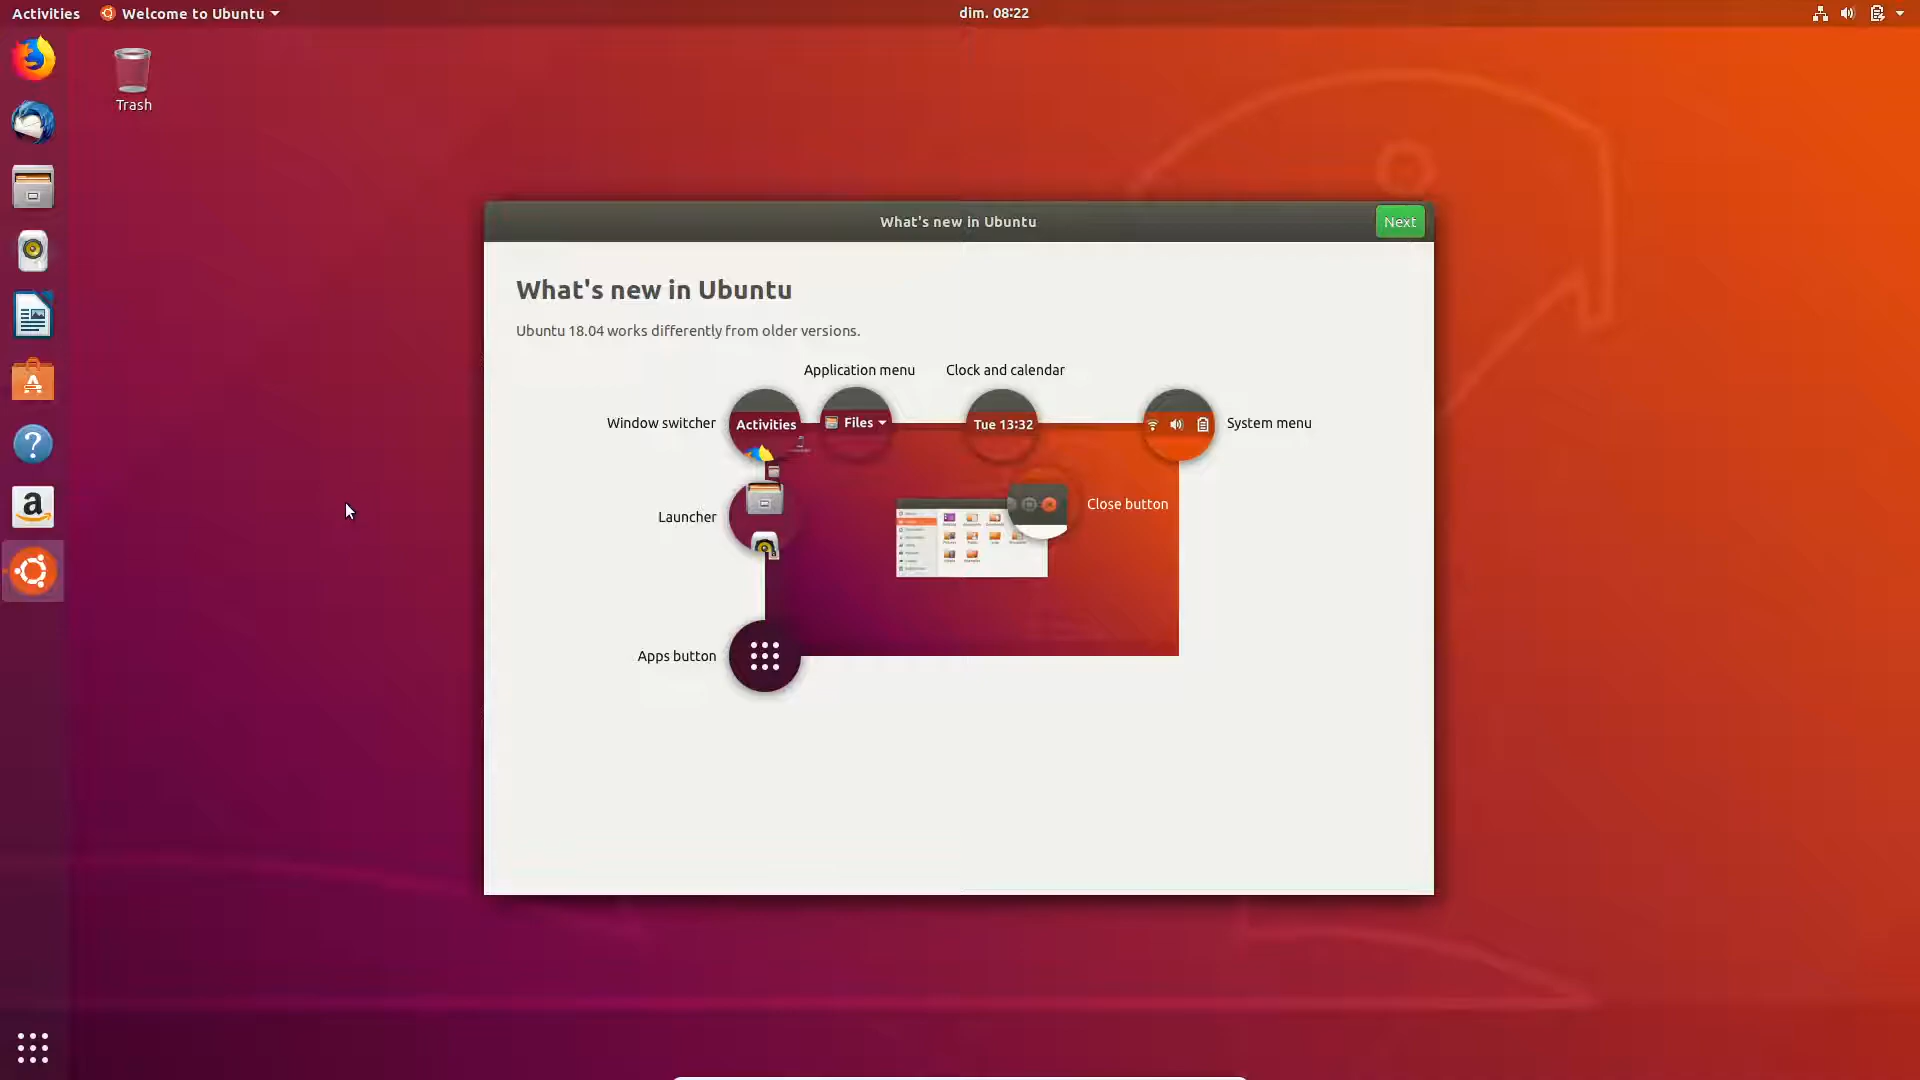 Activities Welcome to Ubuntu dim. 08:22
Trash
What's new in Ubuntu Next
What's new in Ubuntu
Ubuntu 18.04 works differently from older versions.
Application menu Clock and calendar
Window switcher Activities Files Tue 13:32 System menu
Close button
Launcher
Apps button